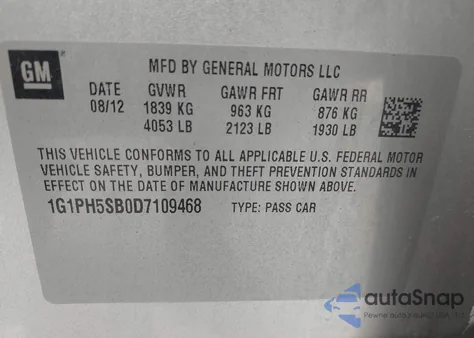 GM
MFD BY GENERAL MOTORS LLC
DATE GVWR GAWR FRT GAWR RR
08/12 1839 KG 963 KG 876 KG
4053 LB 2123 LB 1930 LB
THIS VEHICLE CONFORMS TO ALL APPLICABLE U.S. FEDERAL MOTOR
VEHICLE SAFETY, BUMPER, AND THEFT PREVENTION STANDARDS IN
EFFECT ON THE DATE OF MANUFACTURE SHOWN ABOVE.
1G1PH5SB0D7109468 TYPE: PASS CAR
autoSnap